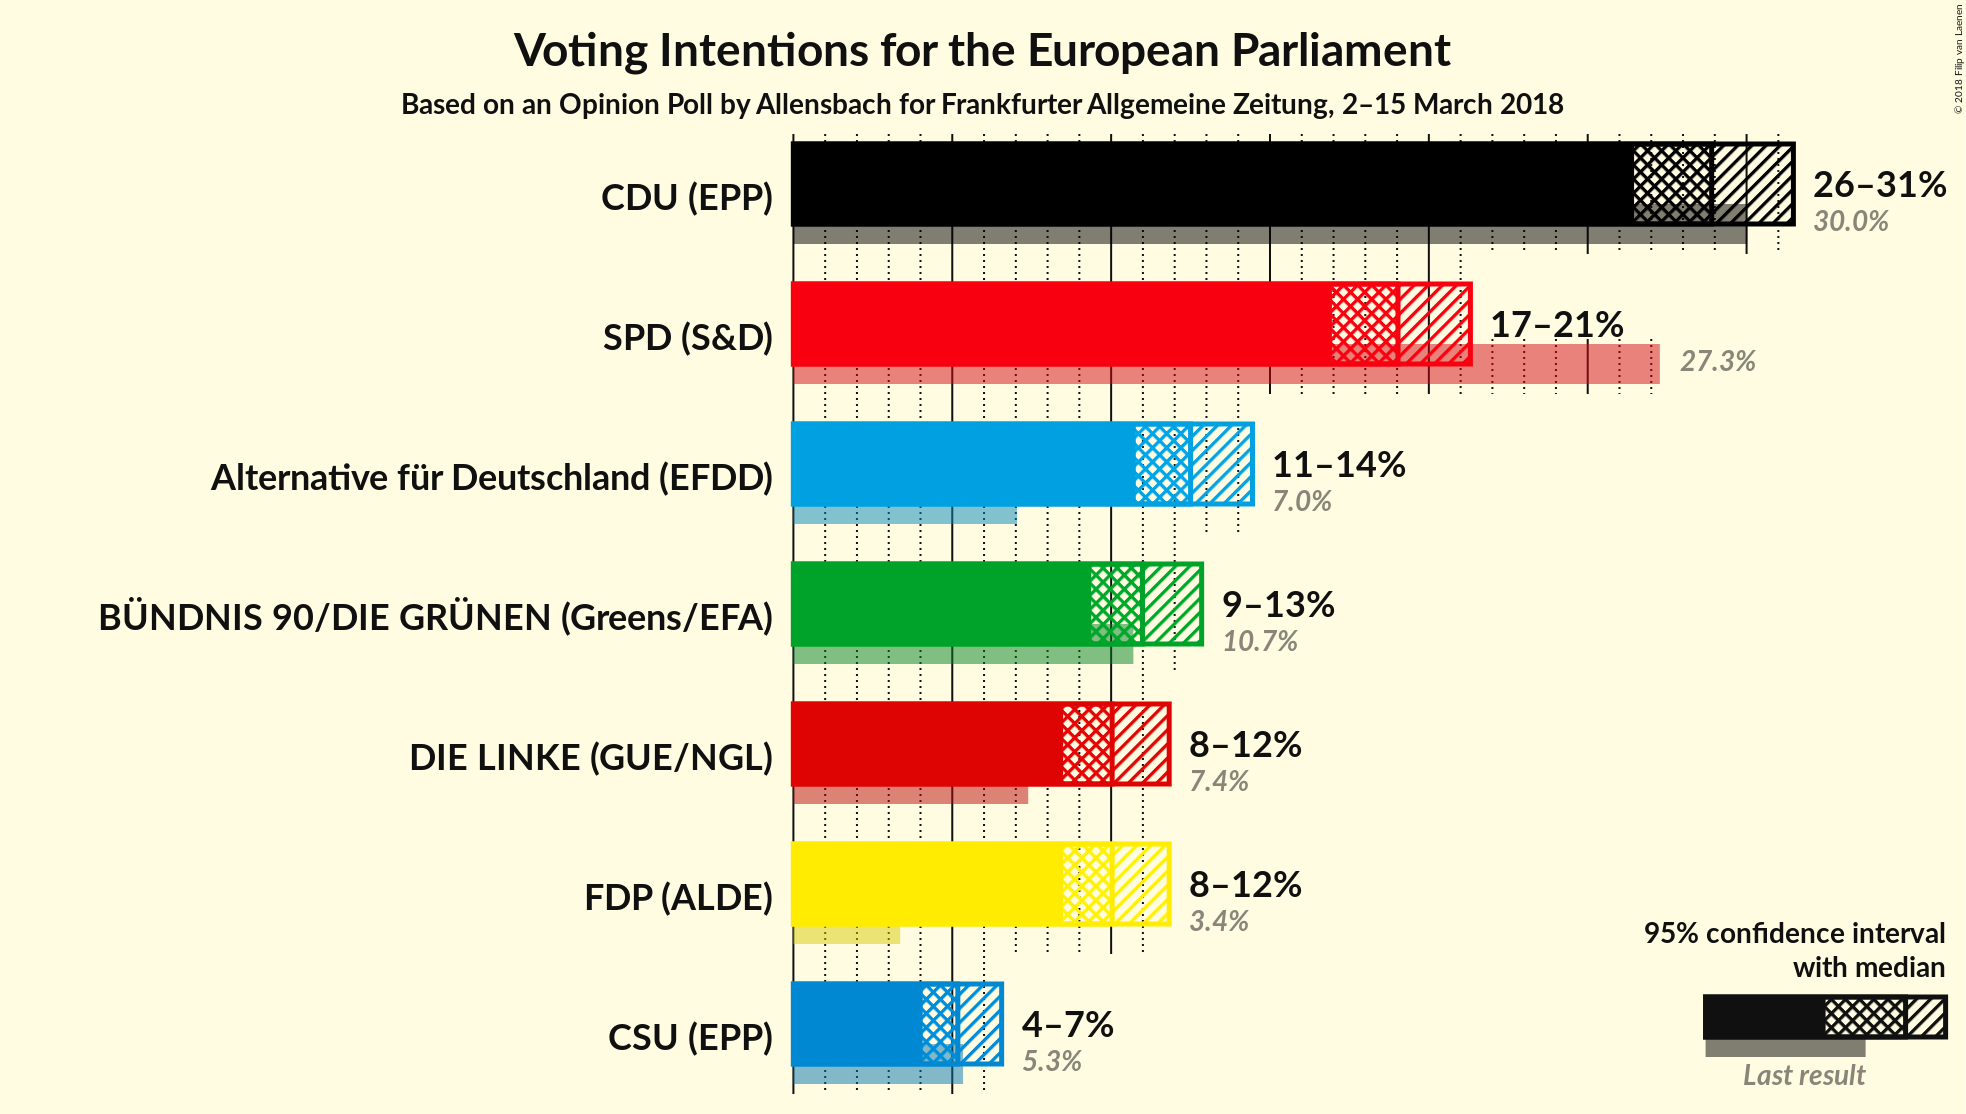 Voting Intentions for the European Parliament
Based on an Opinion Poll by Allensbach for Frankfurter Allgemeine Zeitung, 2–15 March 2018
© 2018 Filip van Laenen
CDU (EPP)
26–31%
30.0%
SPD (S&D)
17–21%
27.3%
Alternative für Deutschland (EFDD)
11–14%
7.0%
BÜNDNIS 90/DIE GRÜNEN (Greens/EFA)
9–13%
10.7%
DIE LINKE (GUE/NGL)
8–12%
7.4%
FDP (ALDE)
8–12%
3.4%
CSU (EPP)
4–7%
5.3%
95% confidence interval
with median
Last result